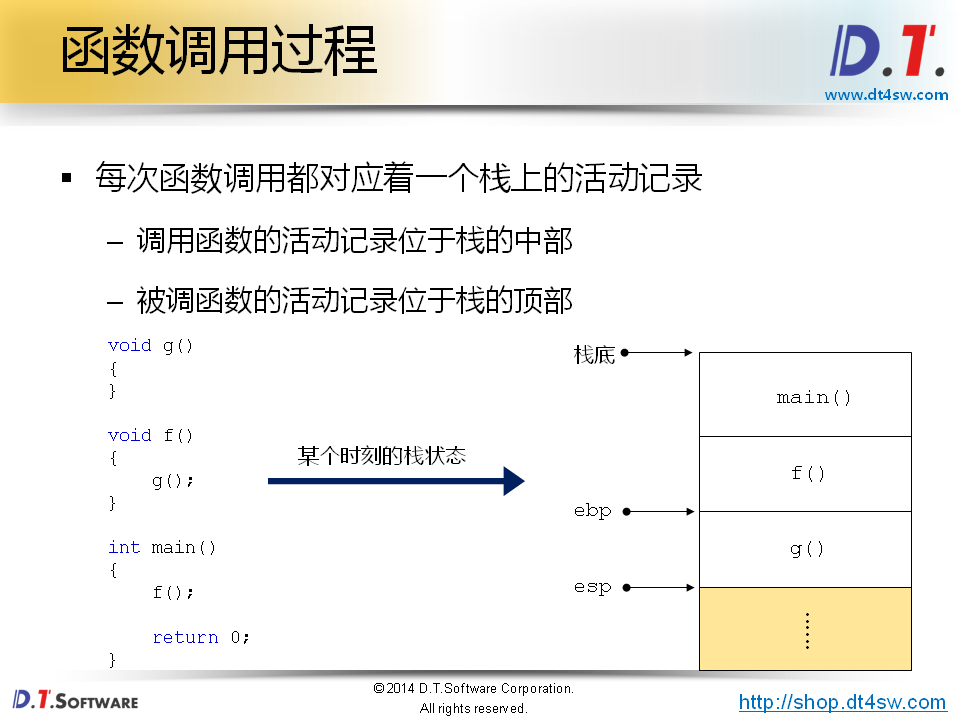 函数调用过程
D.T.
www.dt4sw.com
▪ 每次函数调用都对应着一个栈上的活动记录
– 调用函数的活动记录位于栈的中部
– 被调函数的活动记录位于栈的顶部
void g()
{
}
void f()
{
    g();
}
int main()
{
    f();
    return 0;
}
某个时刻的栈状态
栈底
main()
f()
ebp
g()
esp
......
D.T.SOFTWARE
©2014 D.T.Software Corporation.
All rights reserved.
http://shop.dt4sw.com